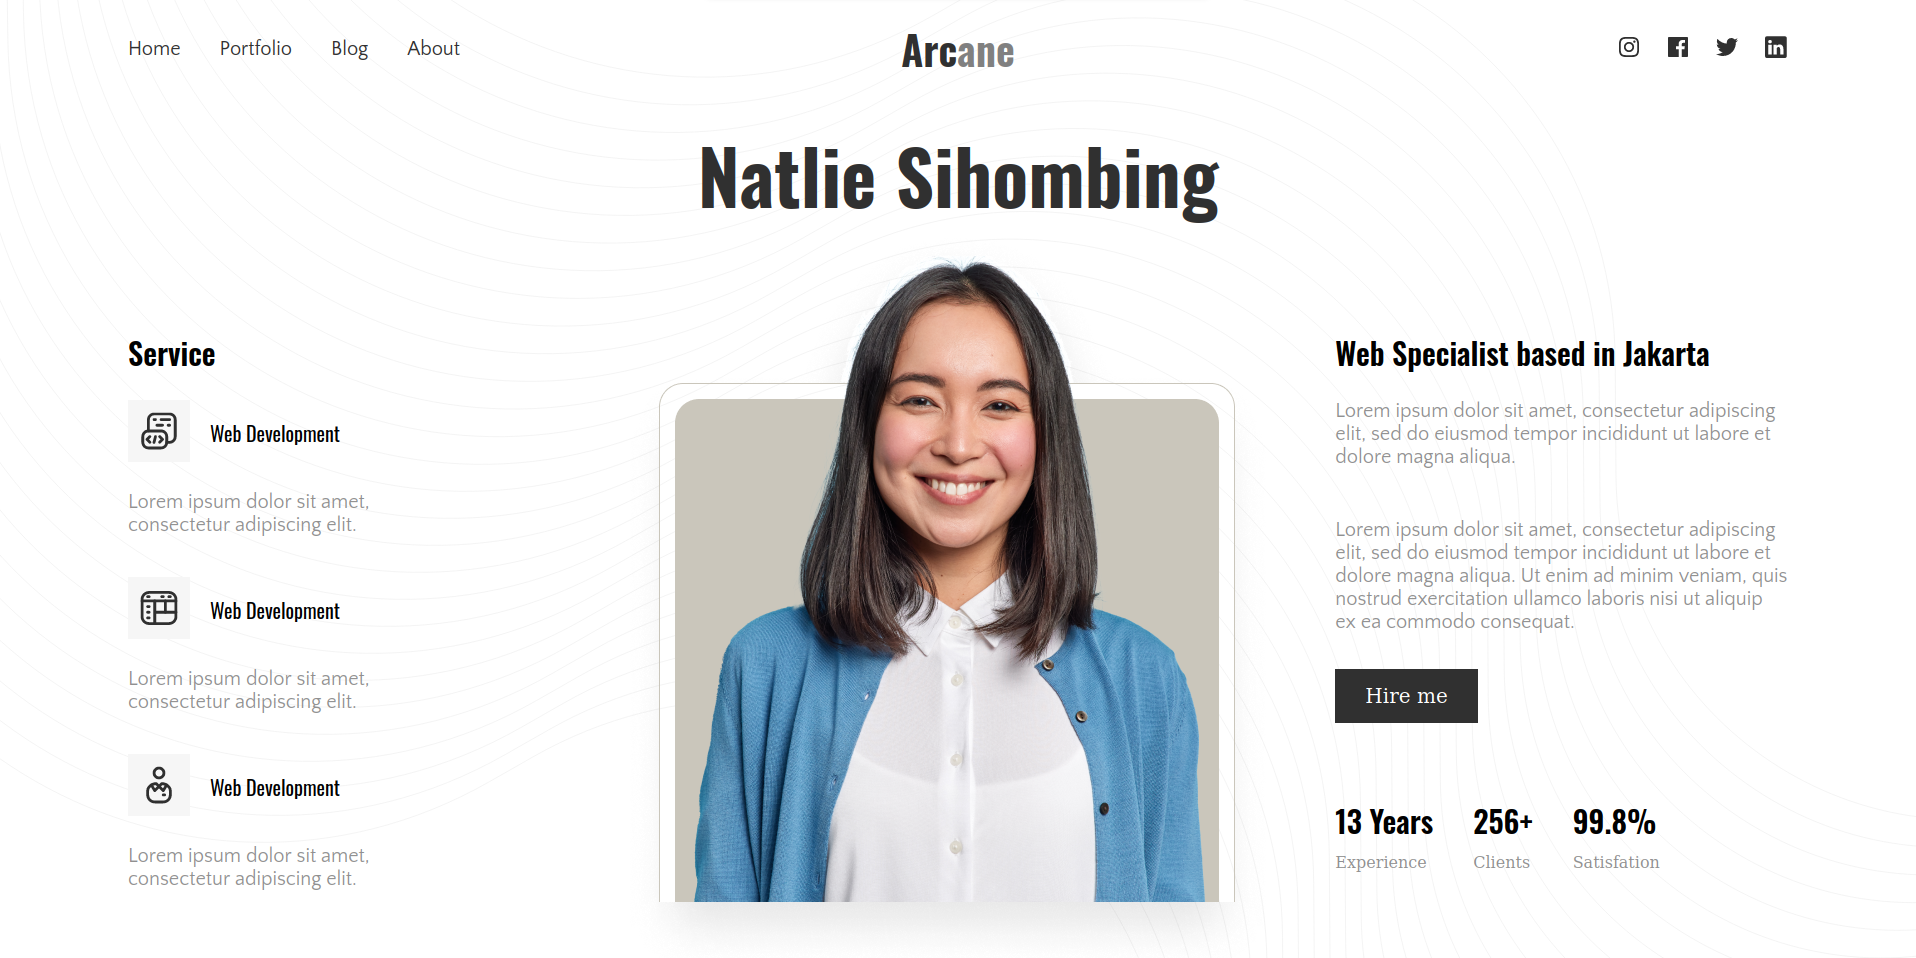 Home Portfolio Blog About
Arcane
Natlie Sihombing
Service
Web Development
Lorem ipsum dolor sit amet,
consectetur adipiscing elit.
Web Development
Lorem ipsum dolor sit amet,
consectetur adipiscing elit.
Web Development
Lorem ipsum dolor sit amet,
consectetur adipiscing elit.
Web Specialist based in Jakarta
Lorem ipsum dolor sit amet, consectetur adipiscing
elit, sed do eiusmod tempor incididunt ut labore et
dolore magna aliqua.
Lorem ipsum dolor sit amet, consectetur adipiscing
elit, sed do eiusmod tempor incididunt ut labore et
dolore magna aliqua. Ut enim ad minim veniam, quis
nostrud exercitation ullamco laboris nisi ut aliquip
ex ea commodo consequat.
Hire me
13 Years 256+ 99.8%
Experience Clients Satisfation